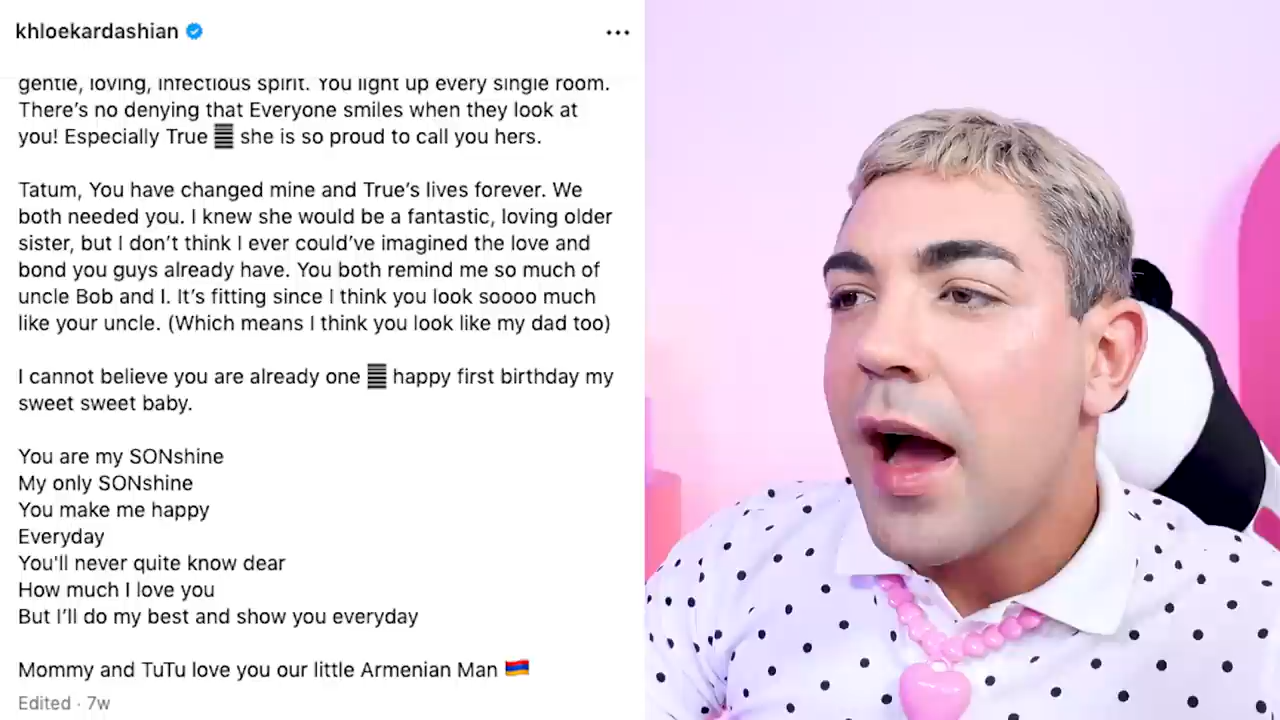 khloekardashian
gentle, loving, infectious spirit. You light up every single room.
There's no denying that Everyone smiles when they look at
you! Especially True she is so proud to call you hers.
Tatum, You have changed mine and True's lives forever. We
both needed you. I knew she would be a fantastic, loving older
sister, but I don't think I ever could've imagined the love and
bond you guys already have. You both remind me so much of
uncle Bob and I. It's fitting since I think you look soooo much
like your uncle. (Which means I think you look like my dad too)
I cannot believe you are already one happy first birthday my
sweet sweet baby.
You are my SONshine
My only SONshine
You make me happy
Everyday
You'll never quite know dear
How much I love you
But I'll do my best and show you everyday
Mommy and TuTu love you our little Armenian Man 🇦🇲
Edited · 7w